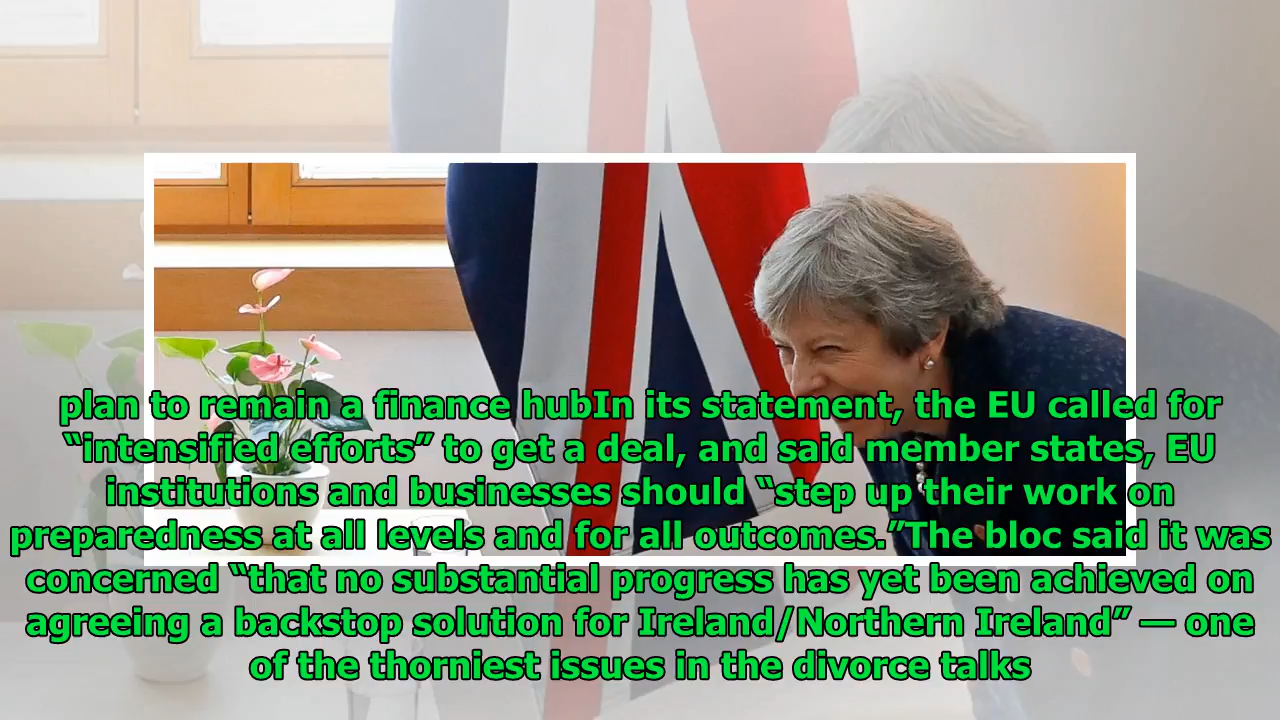 plan to remain a finance hubIn its statement, the EU called for
“intensified efforts” to get a deal, and said member states, EU
institutions and businesses should “step up their work on
preparedness at all levels and for all outcomes.”The bloc said it was
concerned “that no substantial progress has yet been achieved on
agreeing a backstop solution for Ireland/Northern Ireland” — one
of the thorniest issues in the divorce talks